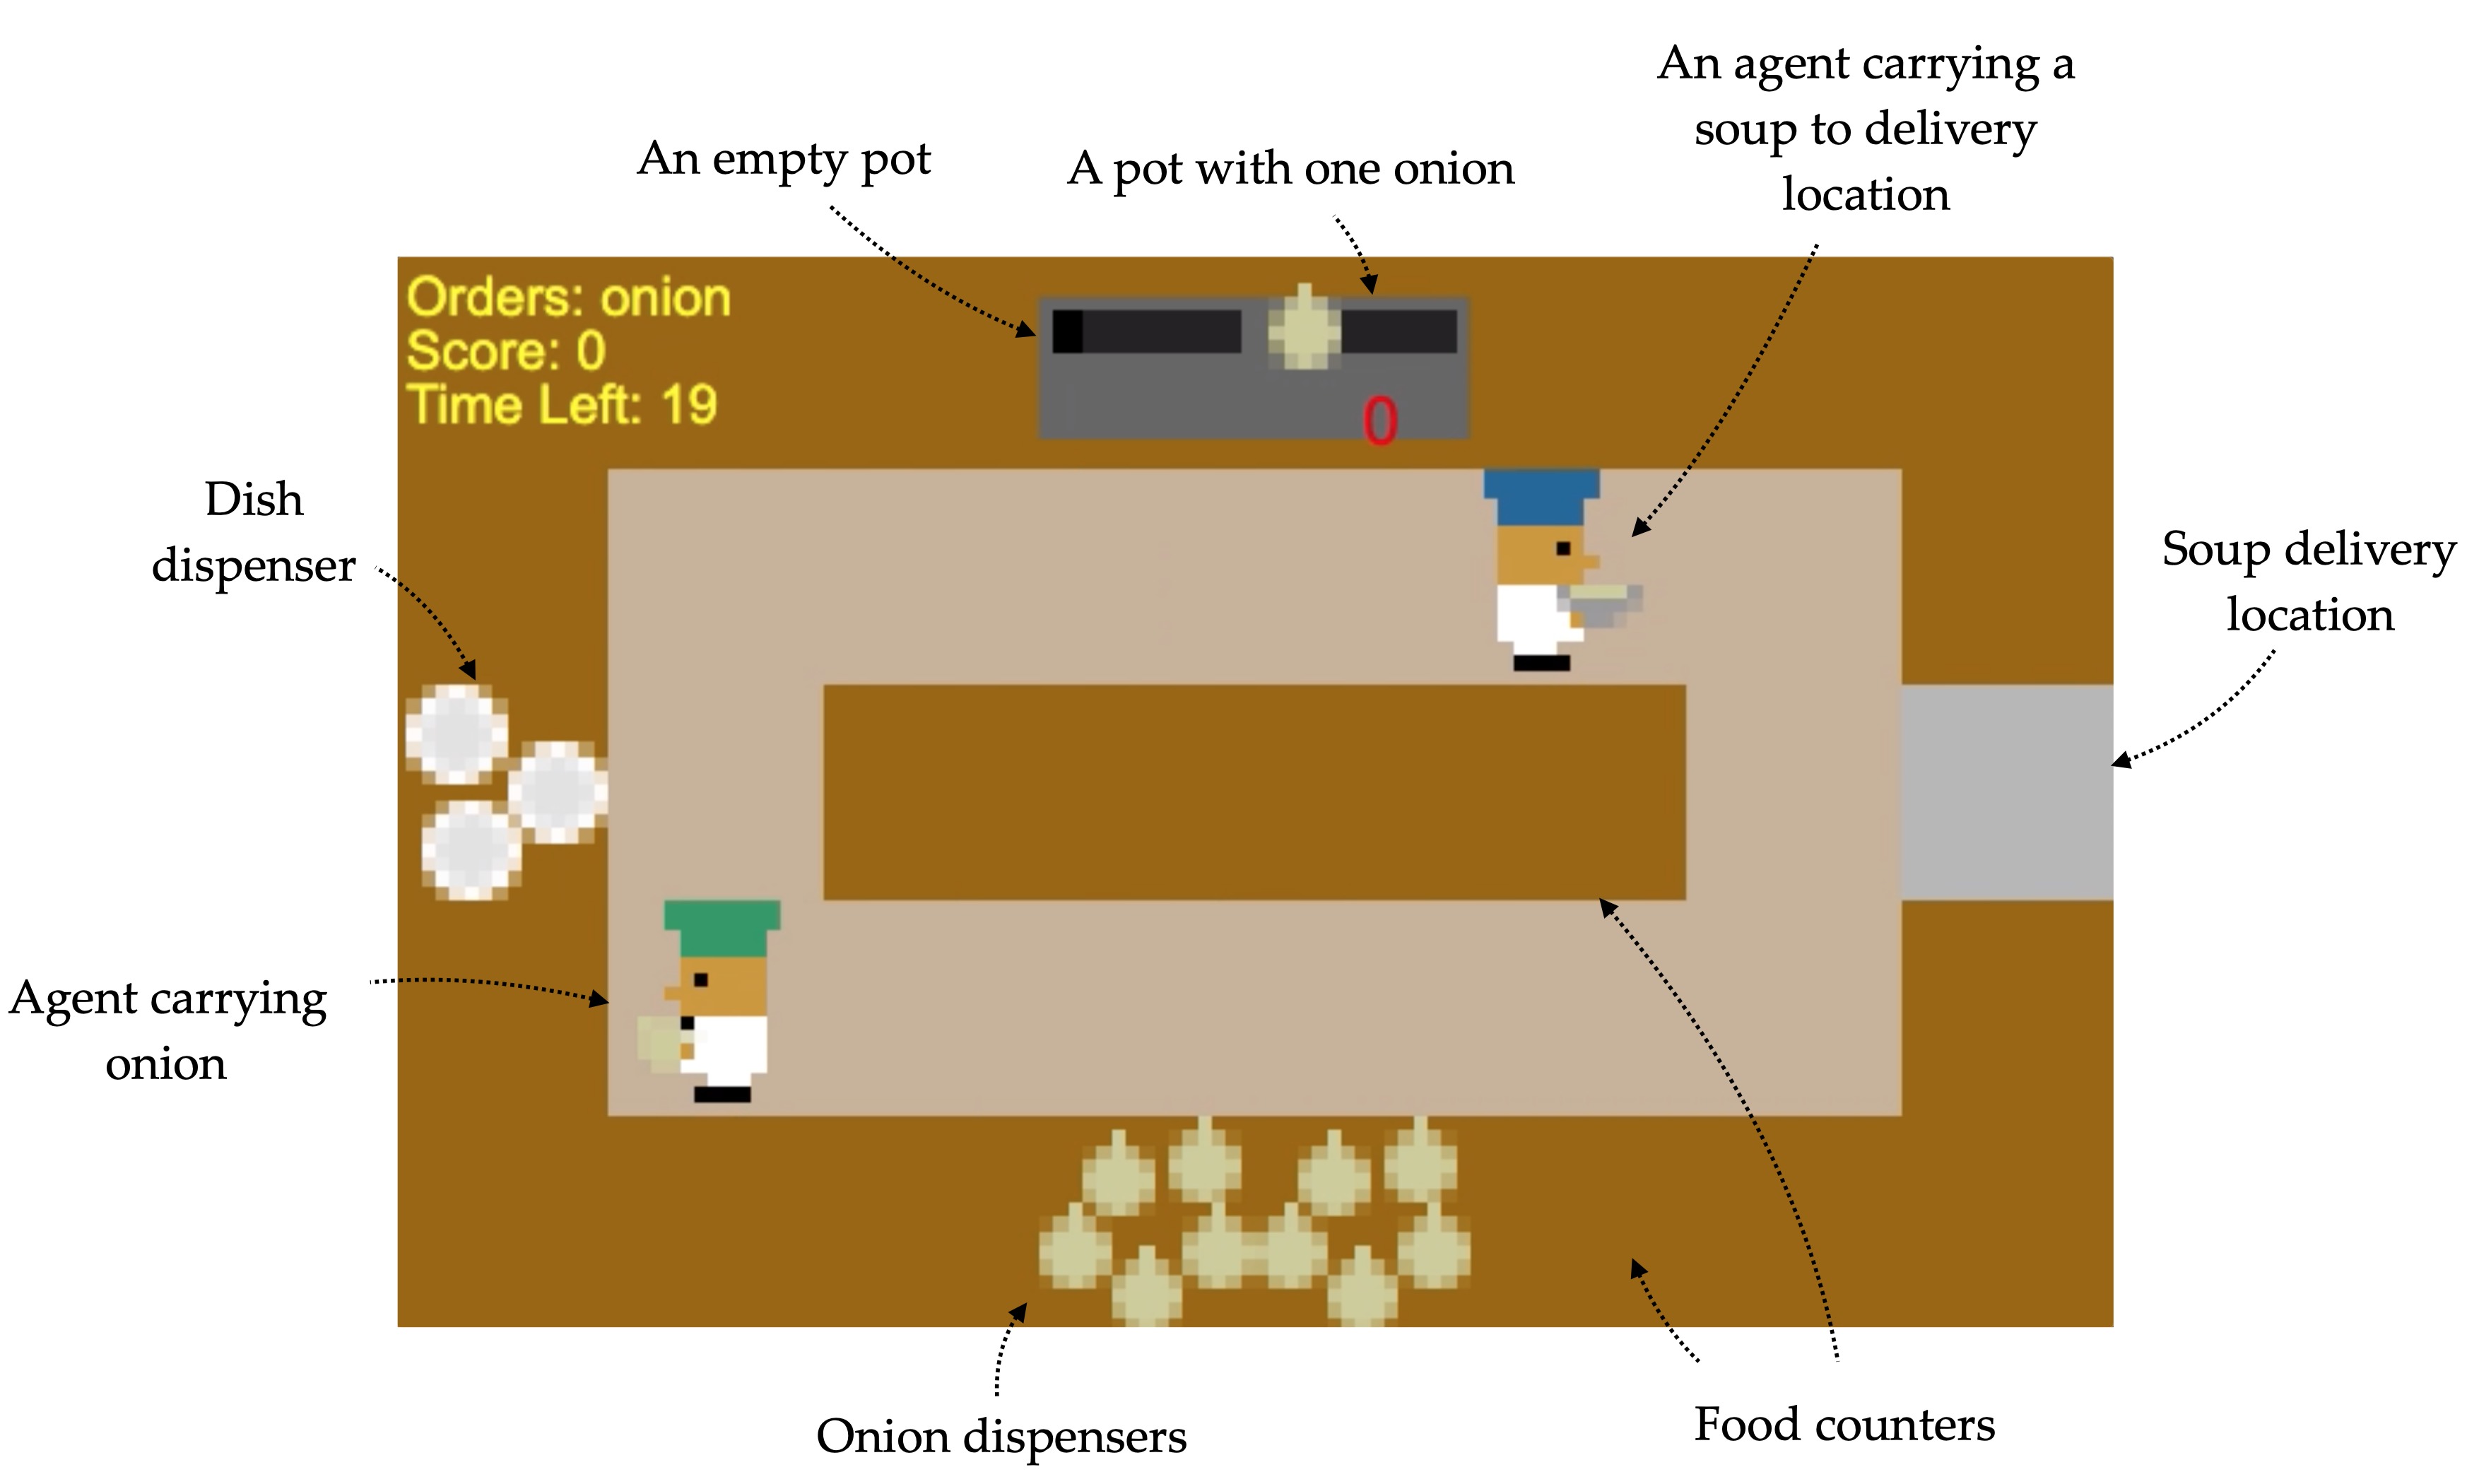 An agent carrying a
soup to delivery
location
An empty pot
A pot with one onion
Orders: onion
Score: 0
Time Left: 19
0
Dish
dispenser
Soup delivery
location
Agent carrying
onion
Onion dispensers
Food counters